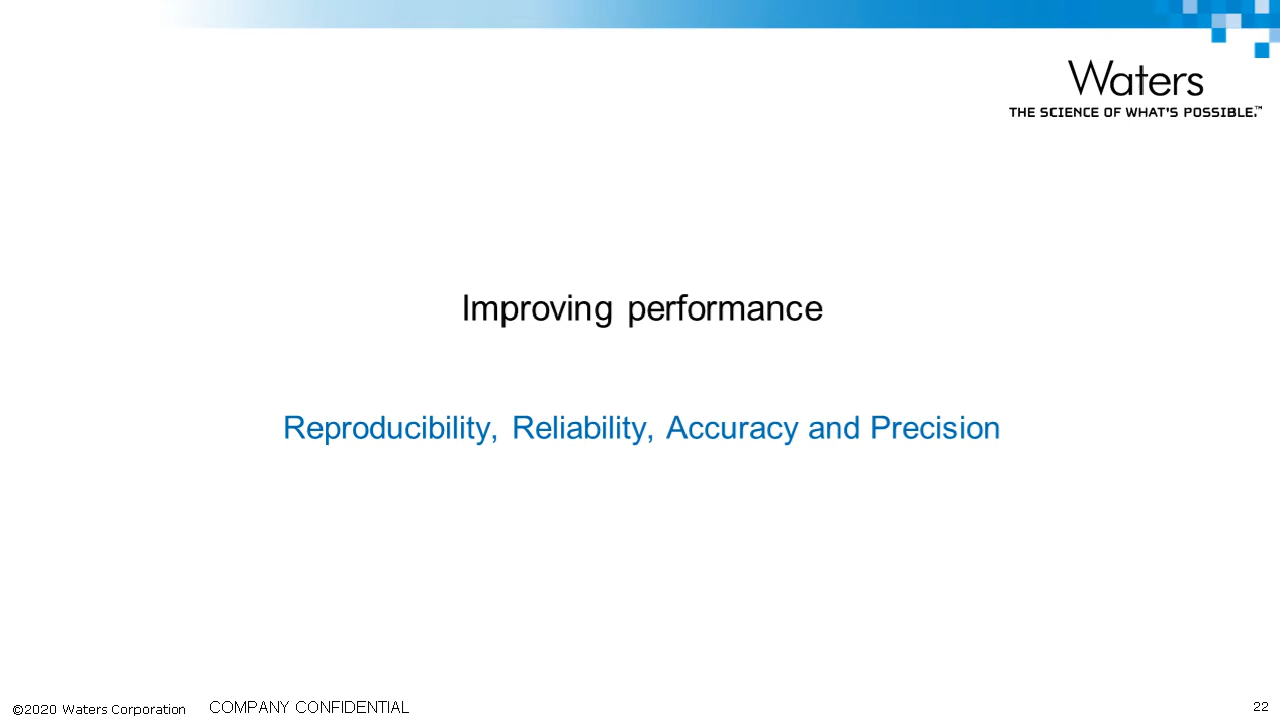 Waters
THE SCIENCE OF WHAT'S POSSIBLE.™
Improving performance
Reproducibility, Reliability, Accuracy and Precision
©2020 Waters Corporation COMPANY CONFIDENTIAL 22